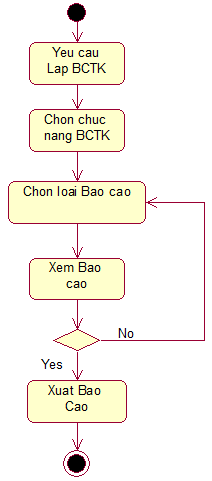 Yeu cau
Lap BCTK
Chon chuc
nang BCTK
Chon loai Bao cao
Xem Bao
cao
No
Yes
Xuat Bao
Cao